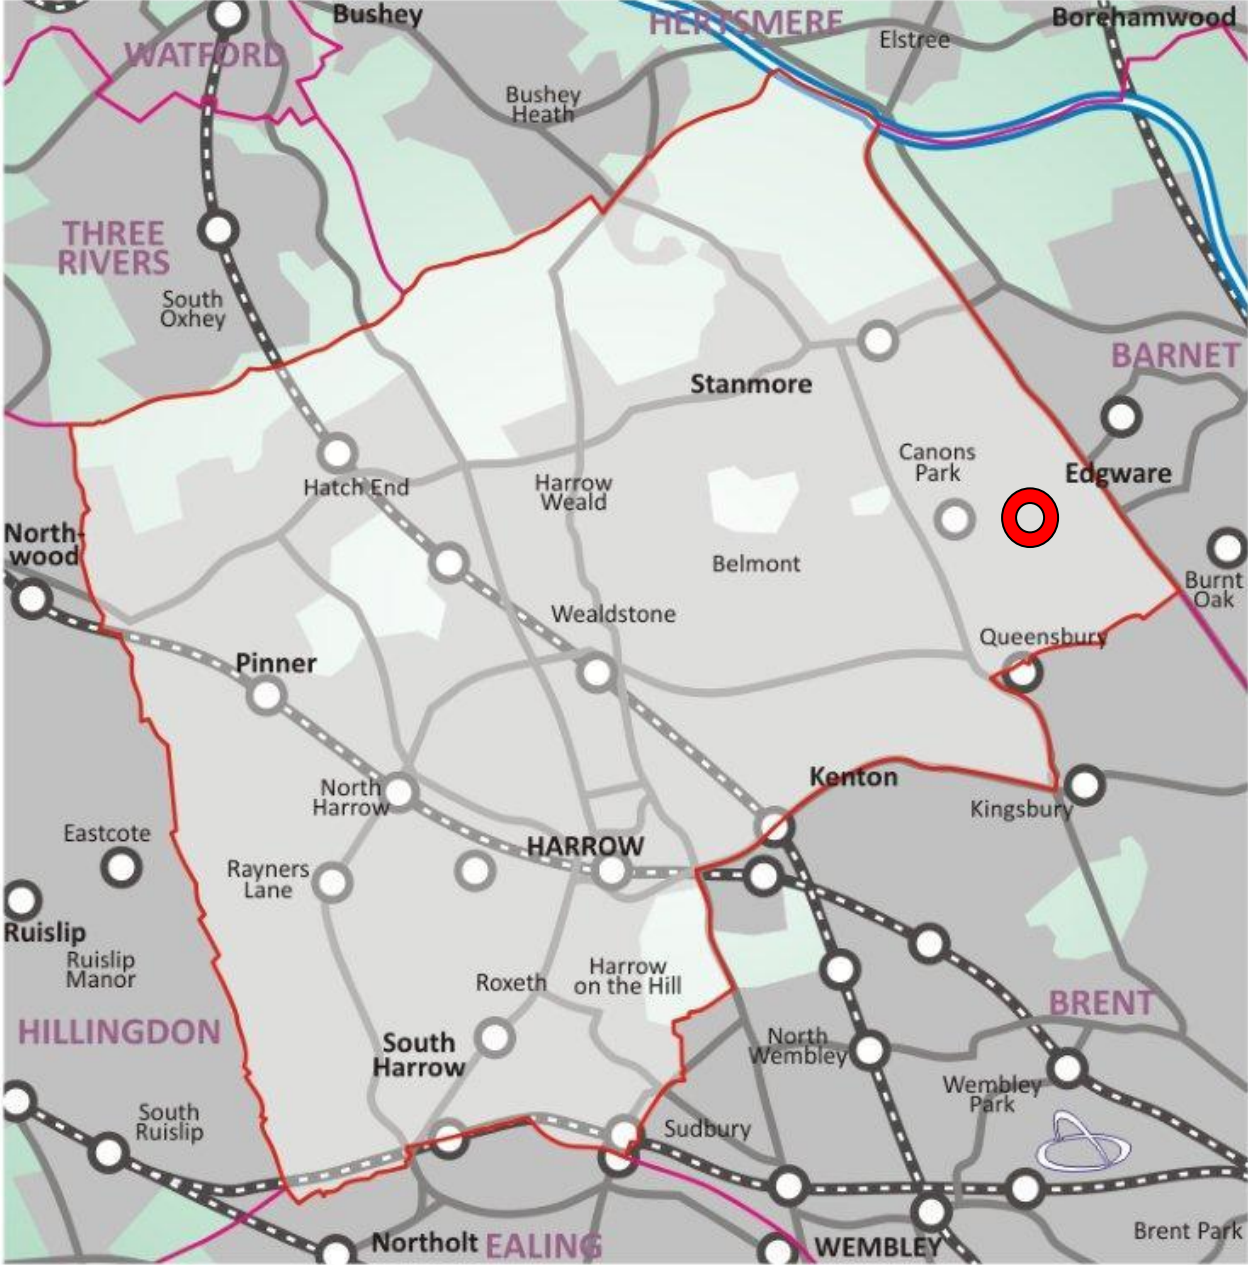 Bushey
HERTSMERE
Borehamwood
WATFORD
Elstree
Bushey
Heath
THREE
RIVERS
South
Oxhey
BARNET
Stanmore
Canons
Park
Edgware
Hatch End
Harrow
Weald
North-
wood
Belmont
Burnt
Oak
Wealdstone
Queensbury
Pinner
Kenton
North
Harrow
Kingsbury
Eastcote
HARROW
Rayners
Lane
Ruislip
Ruislip
Manor
Roxeth
Harrow
on the Hill
BRENT
HILLINGDON
South
Harrow
North
Wembley
Wembley
Park
South
Ruislip
Sudbury
Northolt
EALING
WEMBLEY
Brent Park